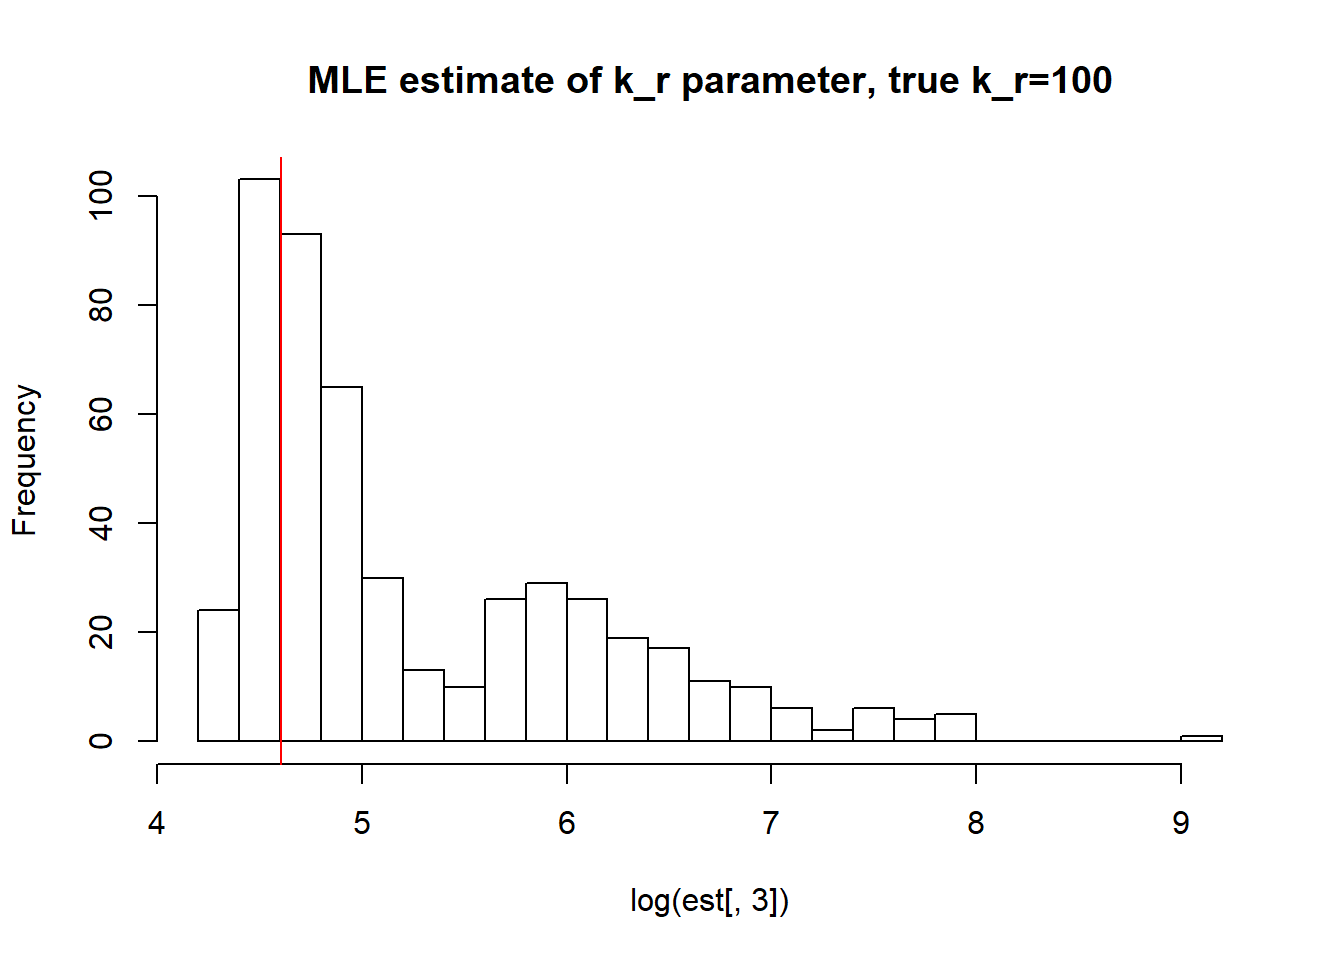 MLE estimate of k_r parameter, true k_r=100
Frequency
100
80
60
40
20
0
4 5 6 7 8 9
log(est[, 3])